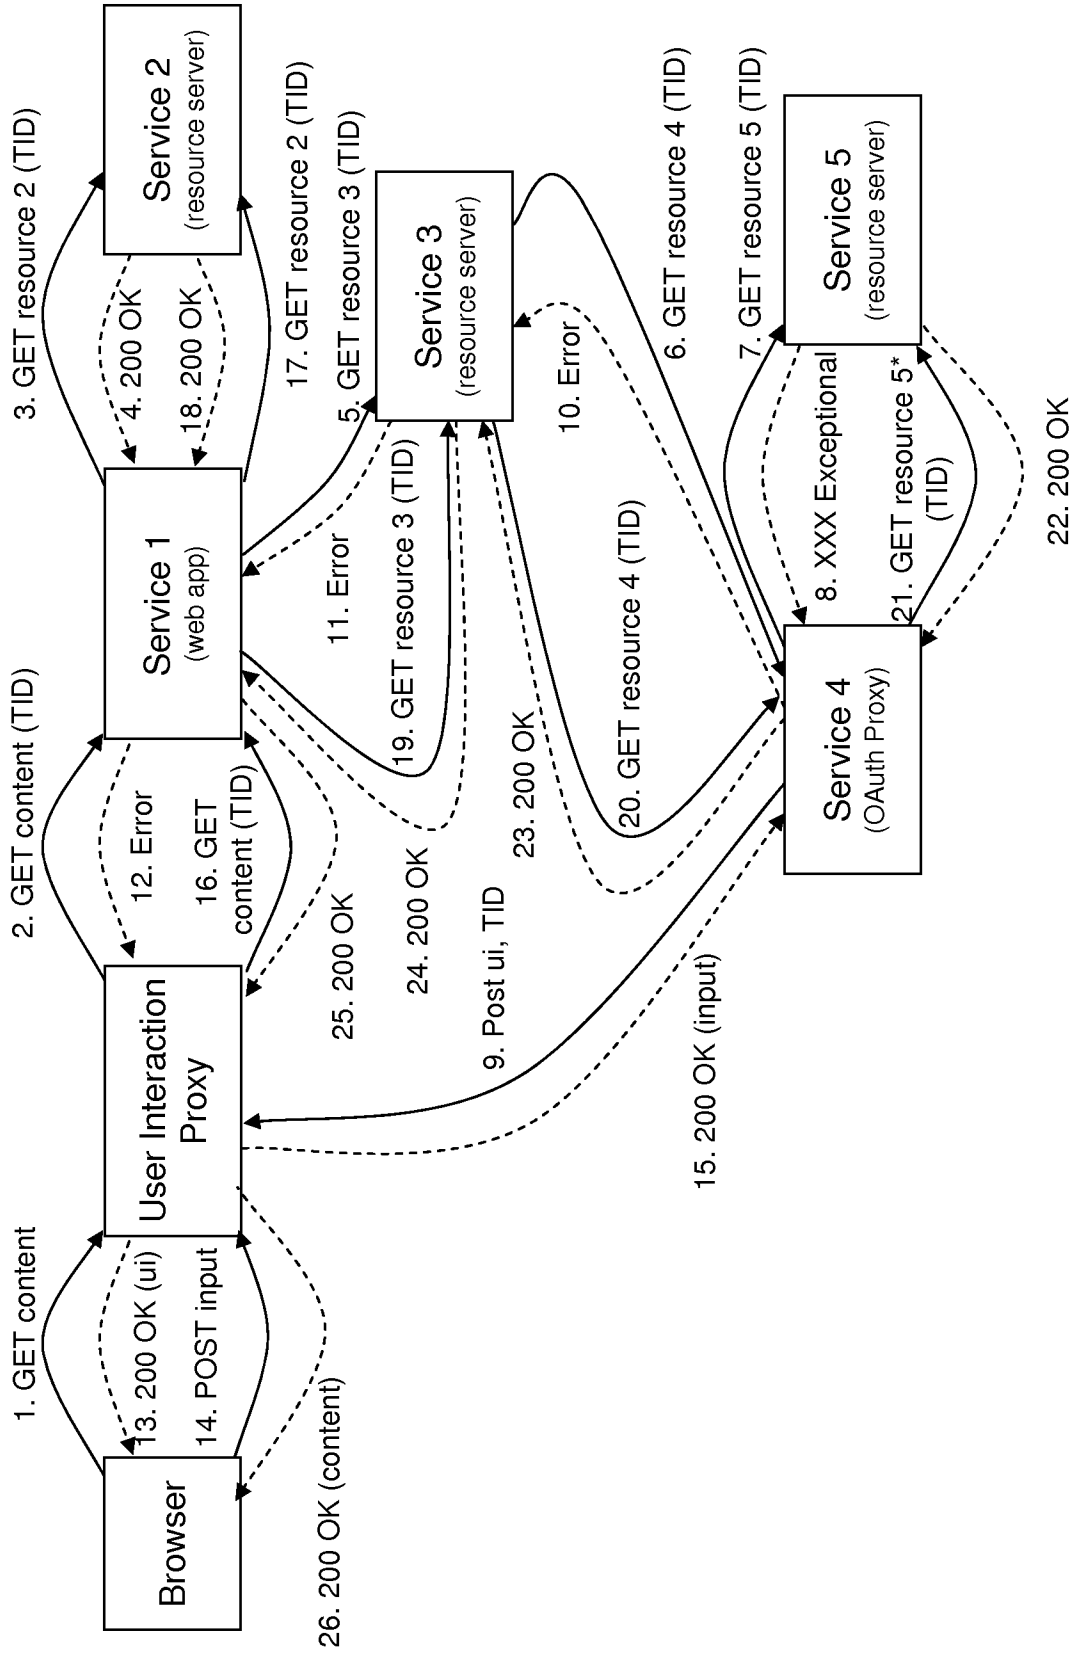 1. GET content
2. GET content (TID)
3. GET resource 2 (TID)
Browser
13. 200 OK (ui)
14. POST input
User Interaction
Proxy
12. Error
16. GET
content (TID)
Service 1
(web app)
4. 200 OK
18. 200 OK
Service 2
(resource server)
26. 200 OK (content)
25. 200 OK
24. 200 OK
11. Error
19. GET resource 3 (TID)
17. GET resource 2 (TID)
5. GET resource 3 (TID)
Service 3
(resource server)
9. Post ui, TID
23. 200 OK
10. Error
20. GET resource 4 (TID)
6. GET resource 4 (TID)
15. 200 OK (input)
7. GET resource 5 (TID)
Service 4
(OAuth Proxy)
8. XXX Exceptional
21. GET resource 5*
(TID)
Service 5
(resource server)
22. 200 OK